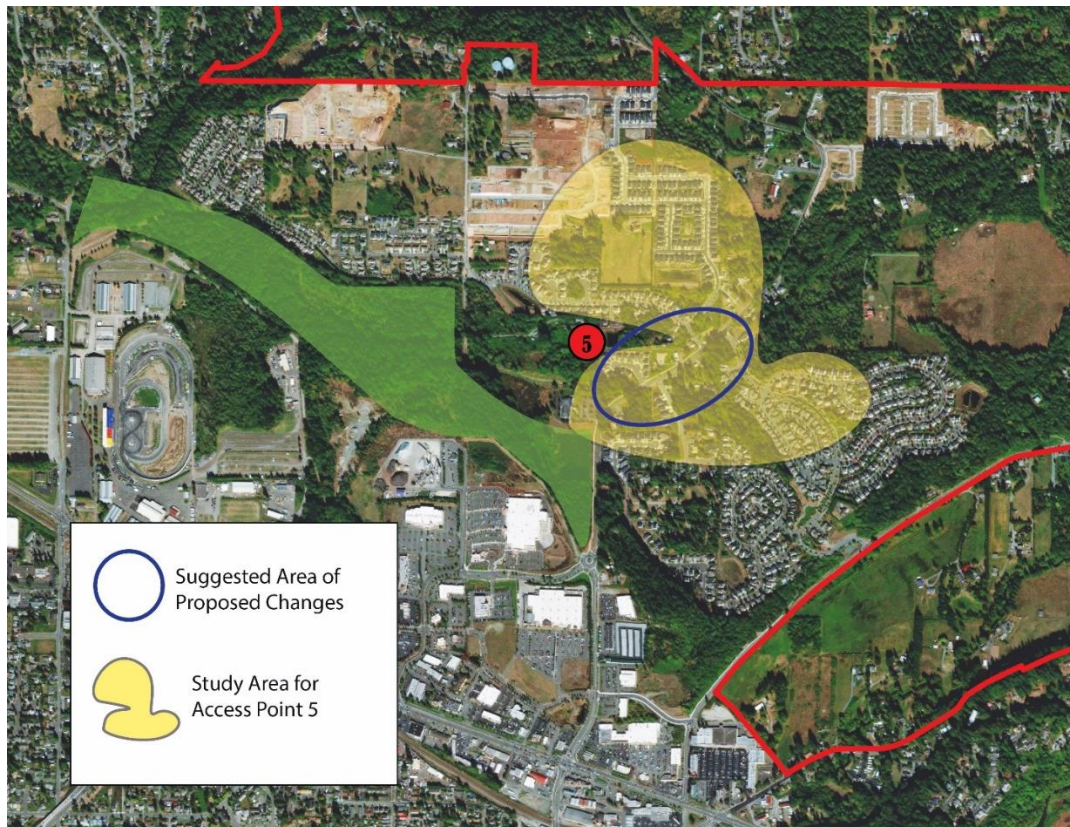 5
Suggested Area of
Proposed Changes
Study Area for
Access Point 5